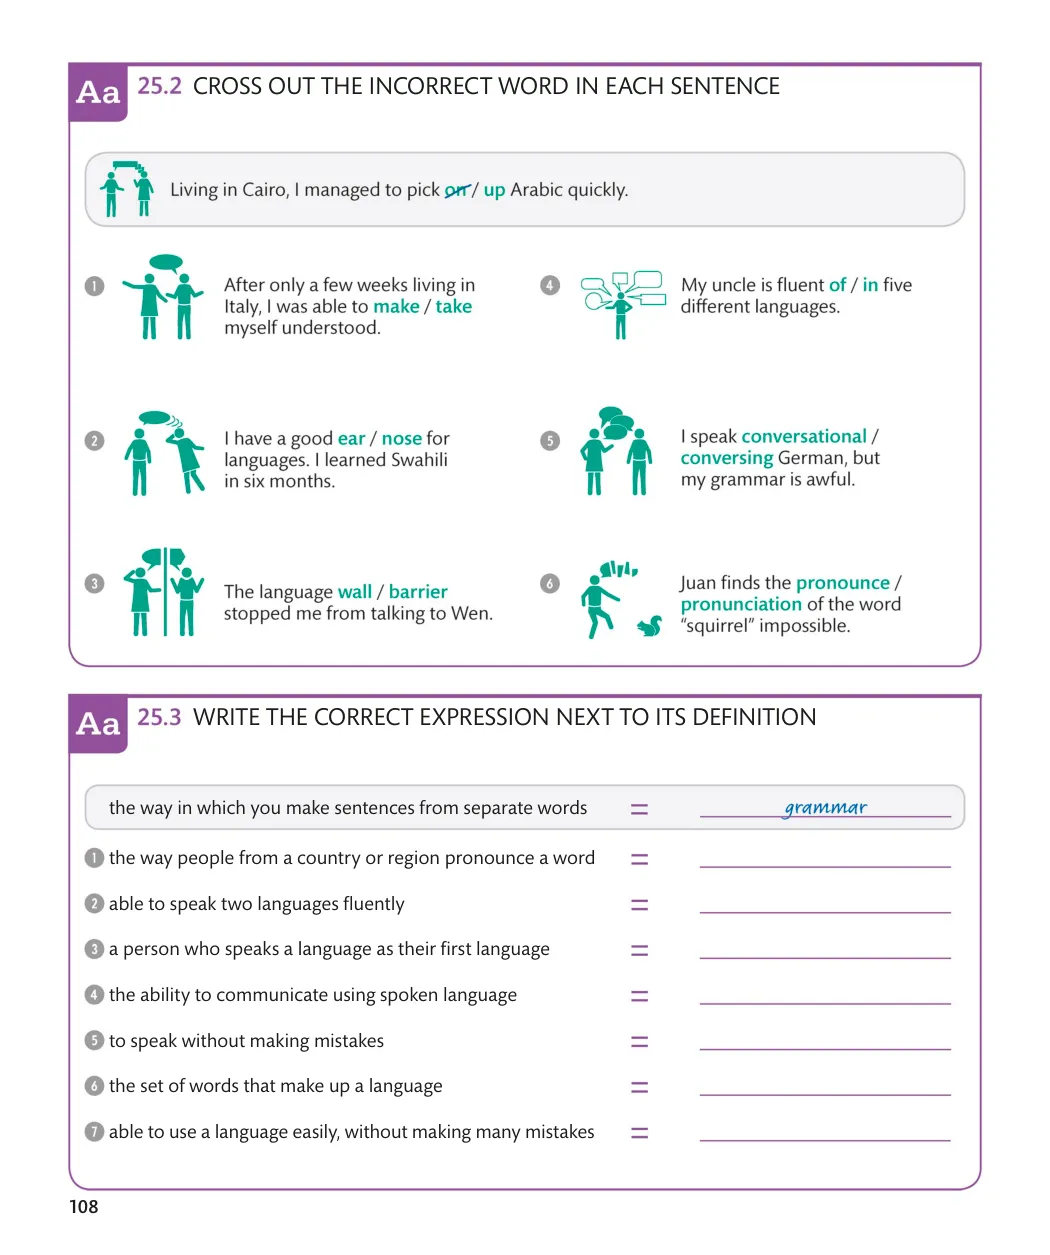 Aa 25.2 CROSS OUT THE INCORRECT WORD IN EACH SENTENCE
Living in Cairo, I managed to pick on / up Arabic quickly.
1 After only a few weeks living in
Italy, I was able to make / take
myself understood.
2 I have a good ear / nose for
languages. I learned Swahili
in six months.
3 The language wall / barrier
stopped me from talking to Wen.
4 My uncle is fluent of / in five
different languages.
5 I speak conversational /
conversing German, but
my grammar is awful.
6 Juan finds the pronounce /
pronunciation of the word
“squirrel” impossible.
Aa 25.3 WRITE THE CORRECT EXPRESSION NEXT TO ITS DEFINITION
the way in which you make sentences from separate words = grammar
1 the way people from a country or region pronounce a word =
2 able to speak two languages fluently =
3 a person who speaks a language as their first language =
4 the ability to communicate using spoken language =
5 to speak without making mistakes =
6 the set of words that make up a language =
7 able to use a language easily, without making many mistakes =
108